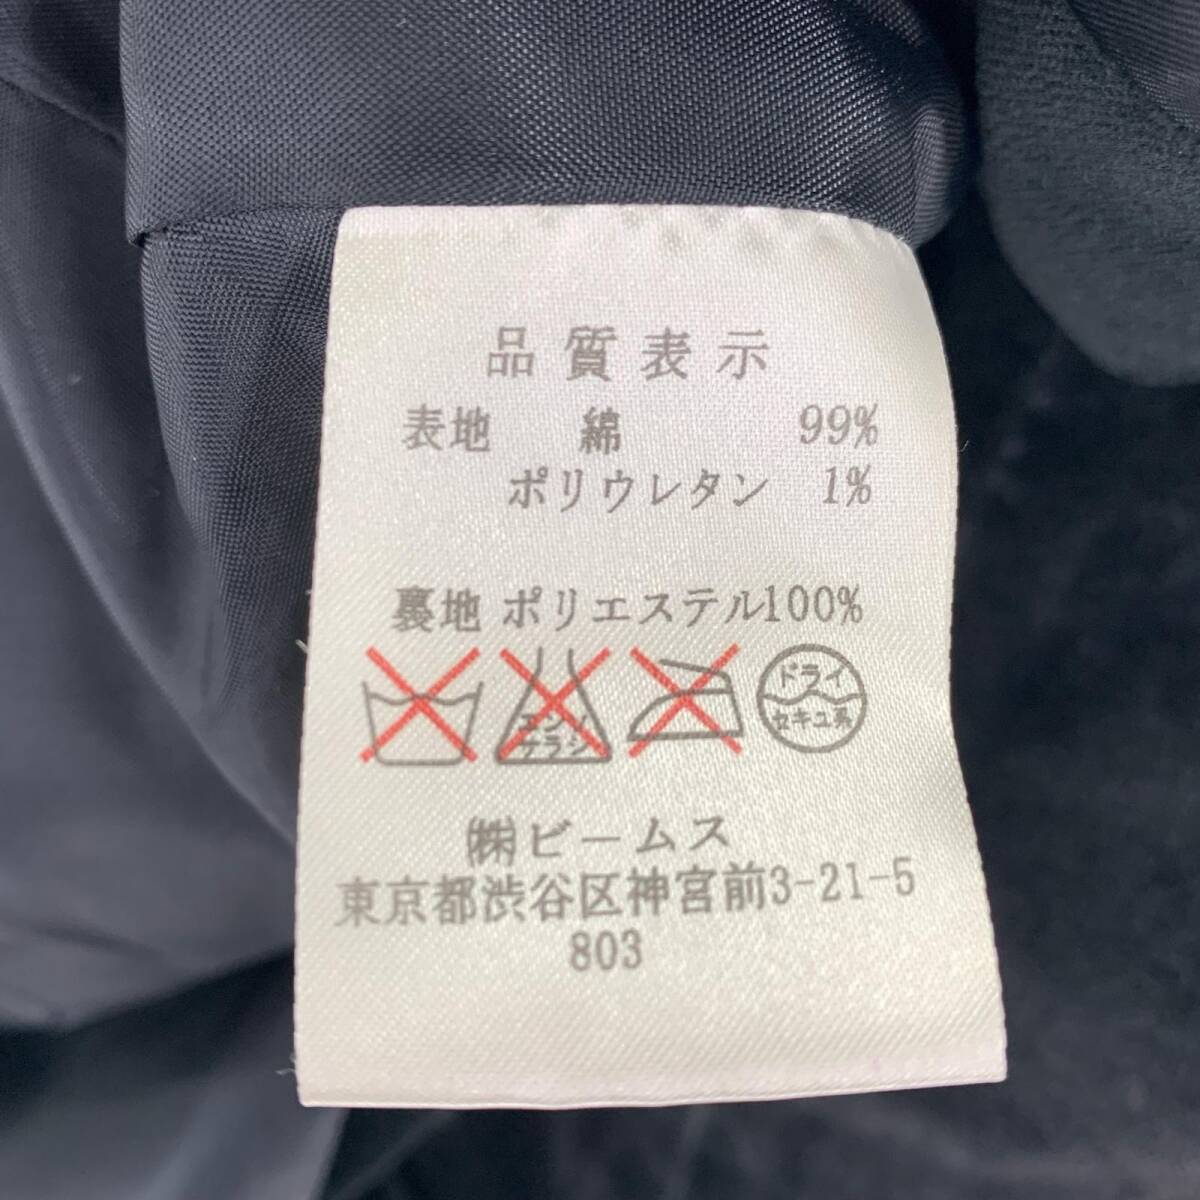 品質表示
表地 綿 99%
ポリウレタン 1%
裏地 ポリエステル100%
エンソ
サラシ
ドライ
セキユ系
㈱ビームス
東京都渋谷区神宮前3-21-5
803